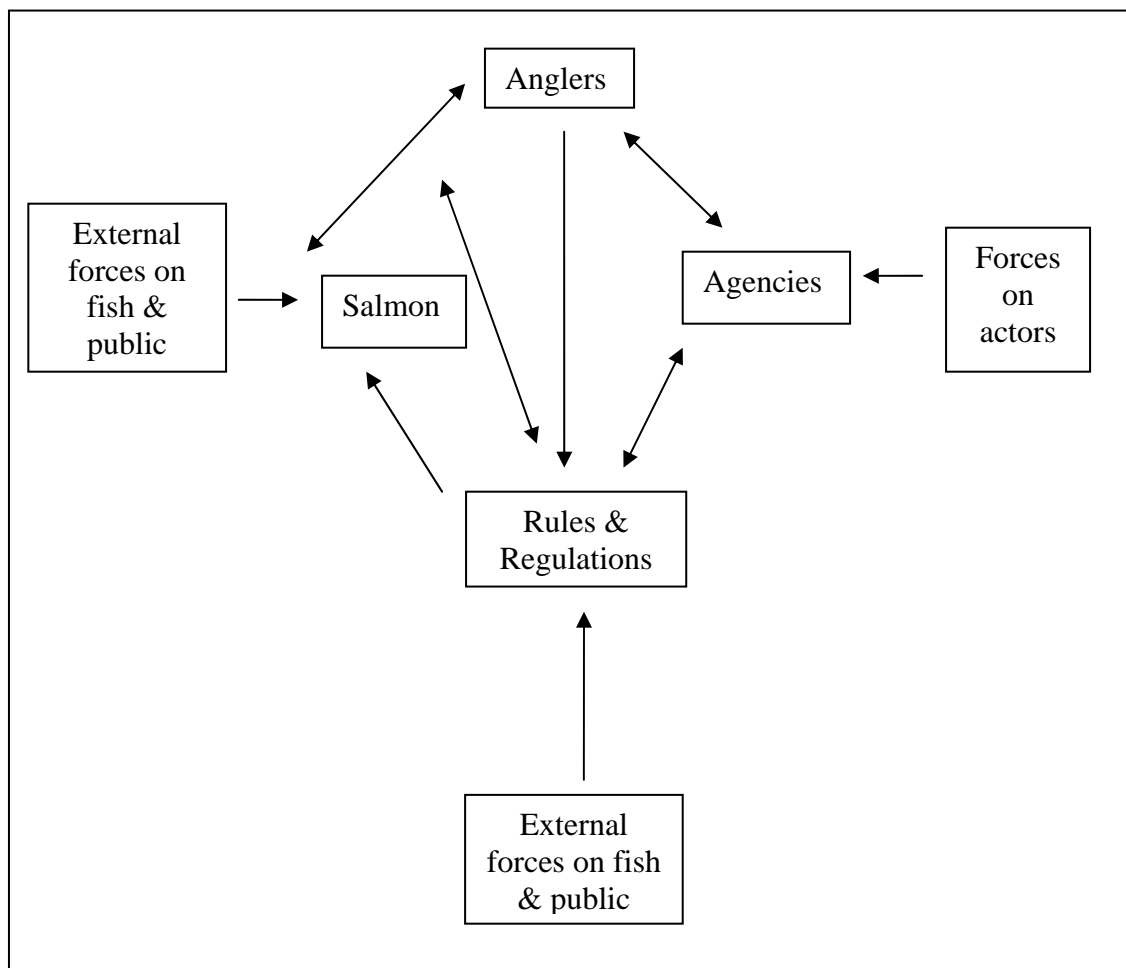 Anglers
External
forces on
fish &
public
Salmon
Agencies
Forces
on
actors
Rules &
Regulations
External
forces on fish
& public